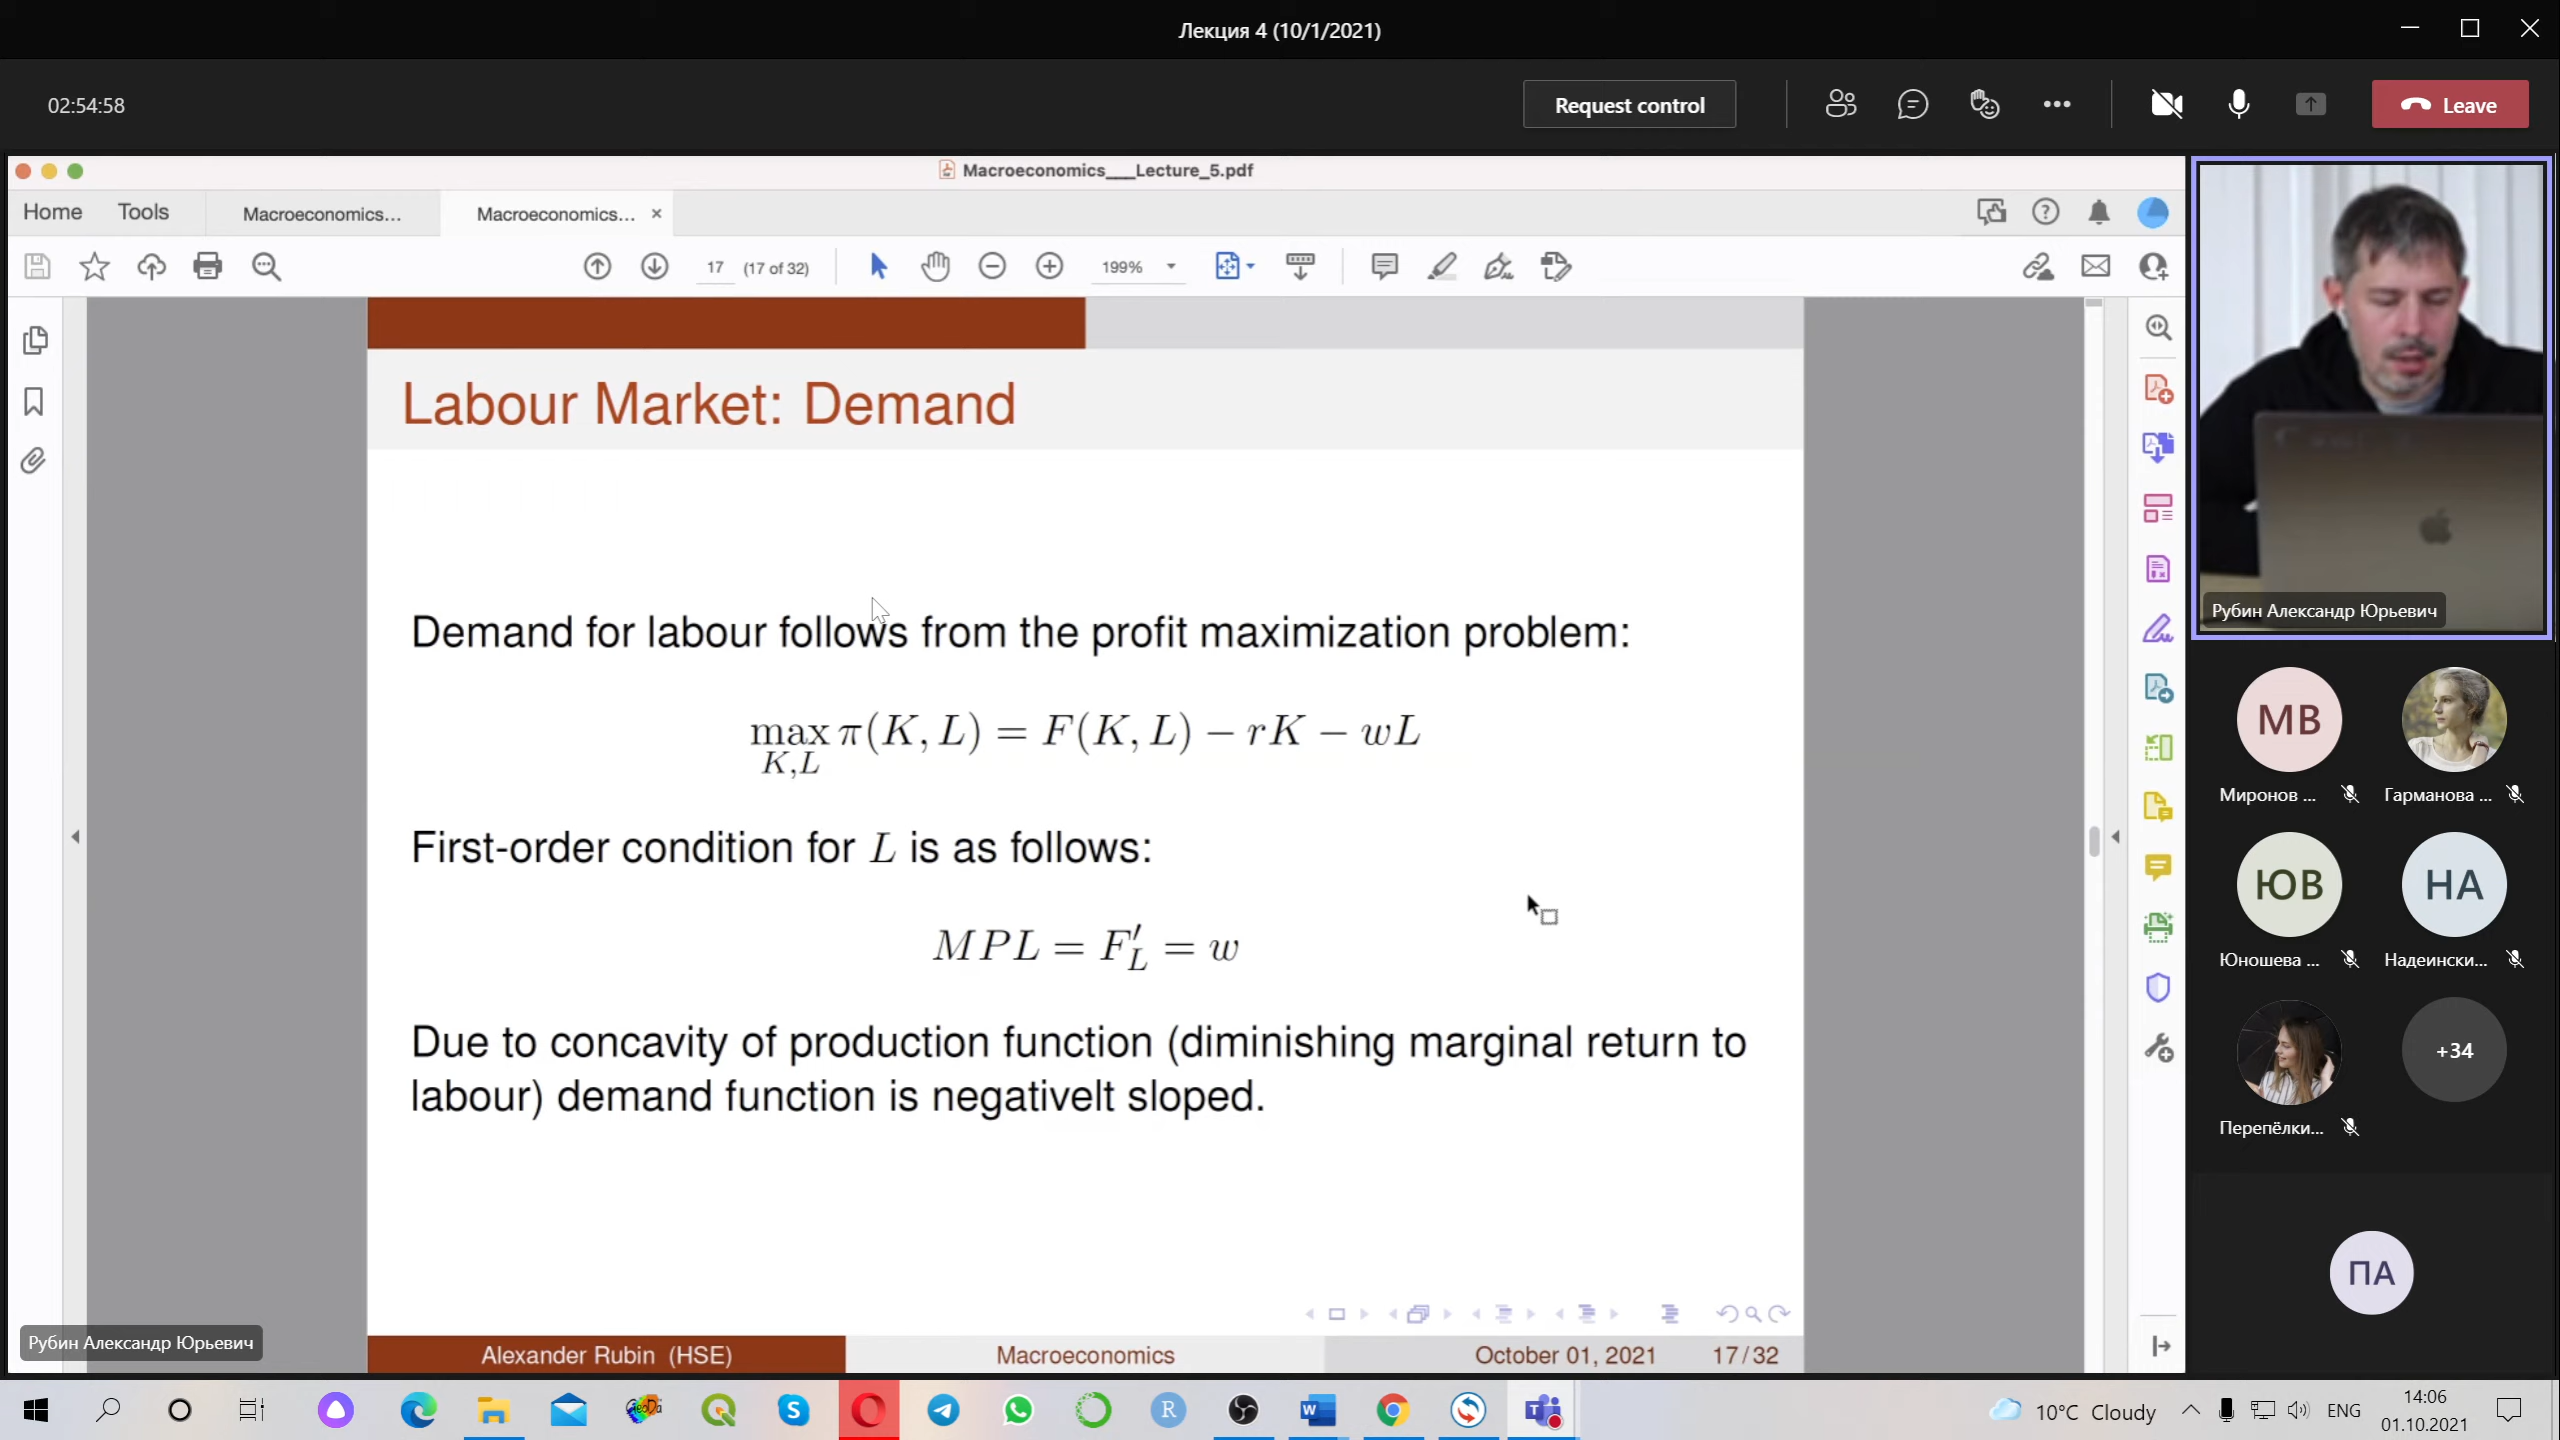 Лекция 4 (10/1/2021)
02:54:58
Request control
Leave
Macroeconomics___Lecture_5.pdf
Home
Tools
Macroeconomics...
Macroeconomics...
17
(17 of 32)
199%
Labour Market: Demand
Demand for labour follows from the profit maximization problem:
max π(K, L) = F(K, L) − rK − wL
K,L
First-order condition for L is as follows:
MPL = F′_L = w
Due to concavity of production function (diminishing marginal return to
labour) demand function is negativelt sloped.
Alexander Rubin (HSE)
Macroeconomics
October 01, 2021
17/32
Рубин Александр Юрьевич
Рубин Александр Юрьевич
МВ
Миронов ...
Гарманова ...
ЮВ
НА
Юношева ...
Надеински...
Перепёлки...
+34
ПА
GeoDa
10°C Cloudy
ENG
14:06
01.10.2021